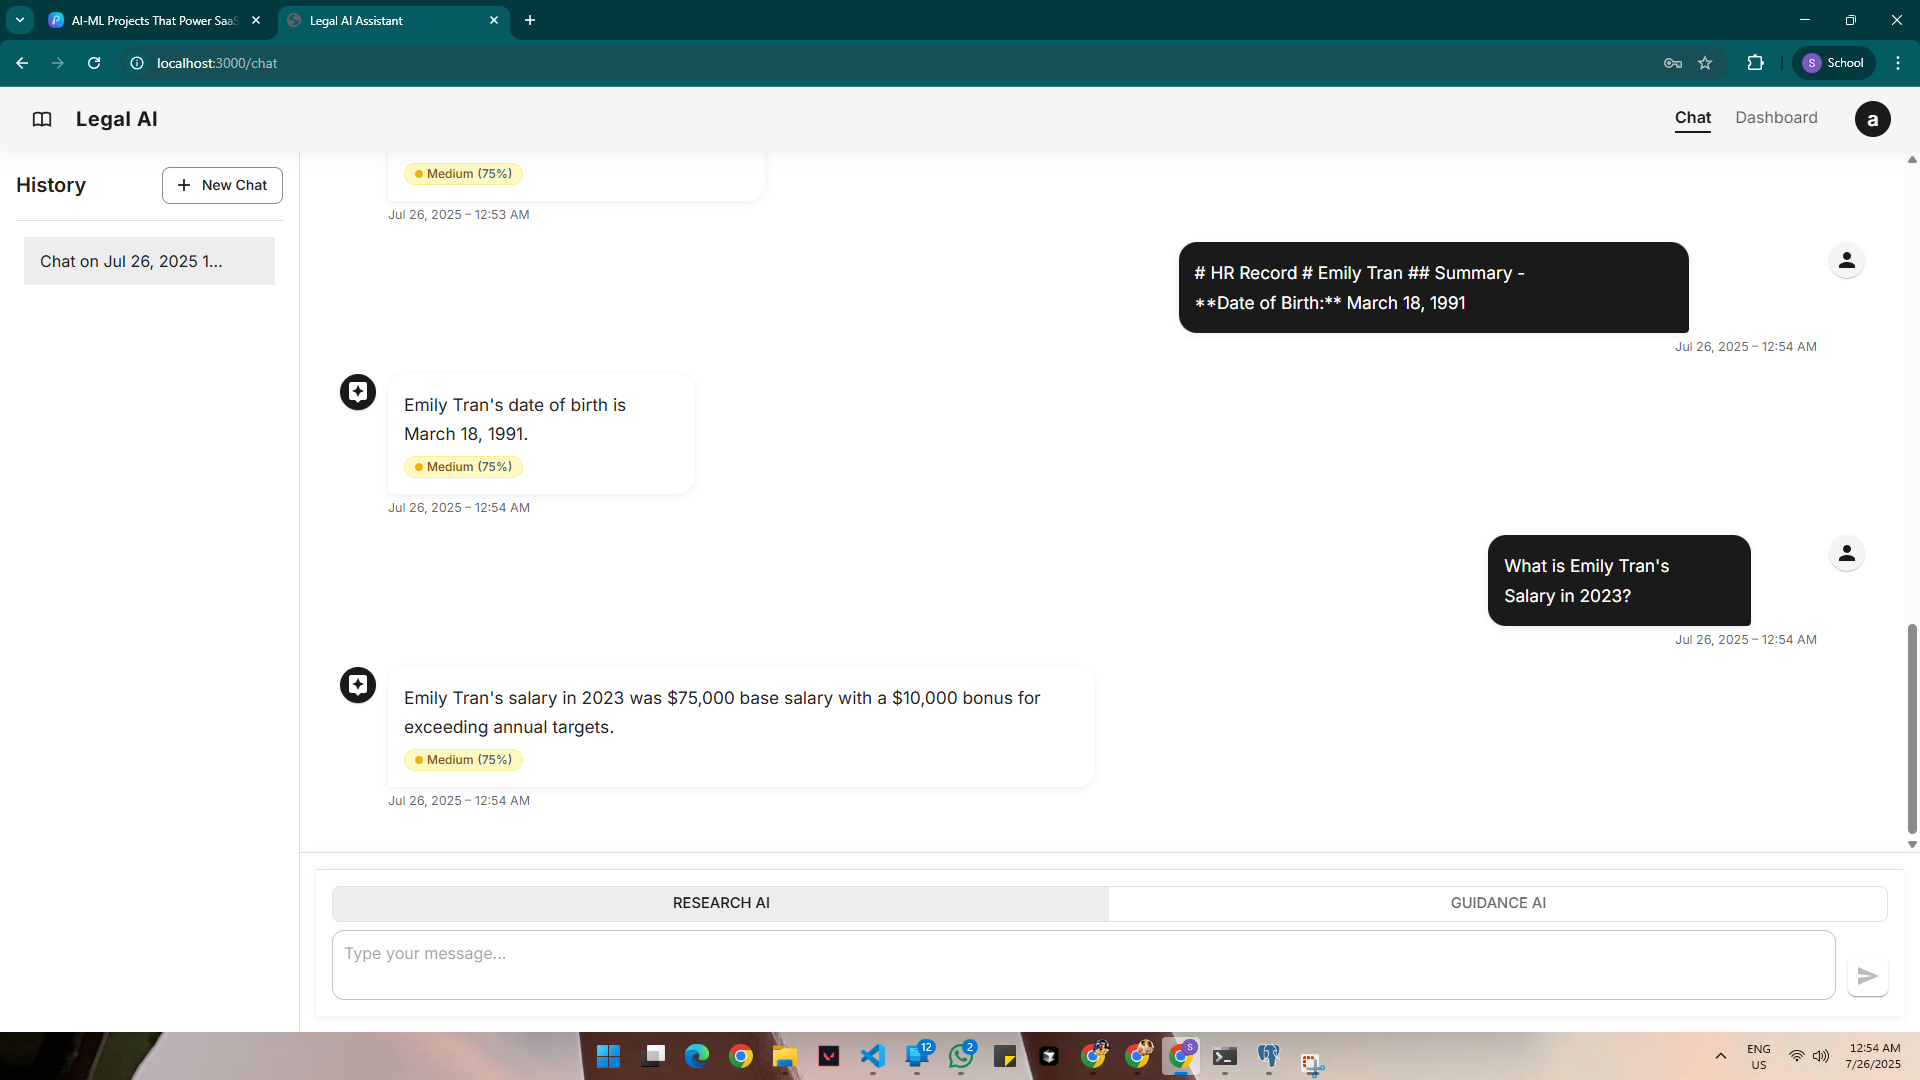 AI-ML Projects That Power SaaS
Legal AI Assistant
localhost:3000/chat
School
S
Legal AI
Chat
Dashboard
a
History
New Chat
Chat on Jul 26, 2025 1...
Medium (75%)
Jul 26, 2025 – 12:53 AM
# HR Record # Emily Tran ## Summary -
**Date of Birth:** March 18, 1991
Jul 26, 2025 – 12:54 AM
Emily Tran's date of birth is
March 18, 1991.
Medium (75%)
Jul 26, 2025 – 12:54 AM
What is Emily Tran's
Salary in 2023?
Jul 26, 2025 – 12:54 AM
Emily Tran's salary in 2023 was $75,000 base salary with a $10,000 bonus for
exceeding annual targets.
Medium (75%)
Jul 26, 2025 – 12:54 AM
RESEARCH AI
GUIDANCE AI
Type your message...
12
2
S
ENG
US
12:54 AM
7/26/2025